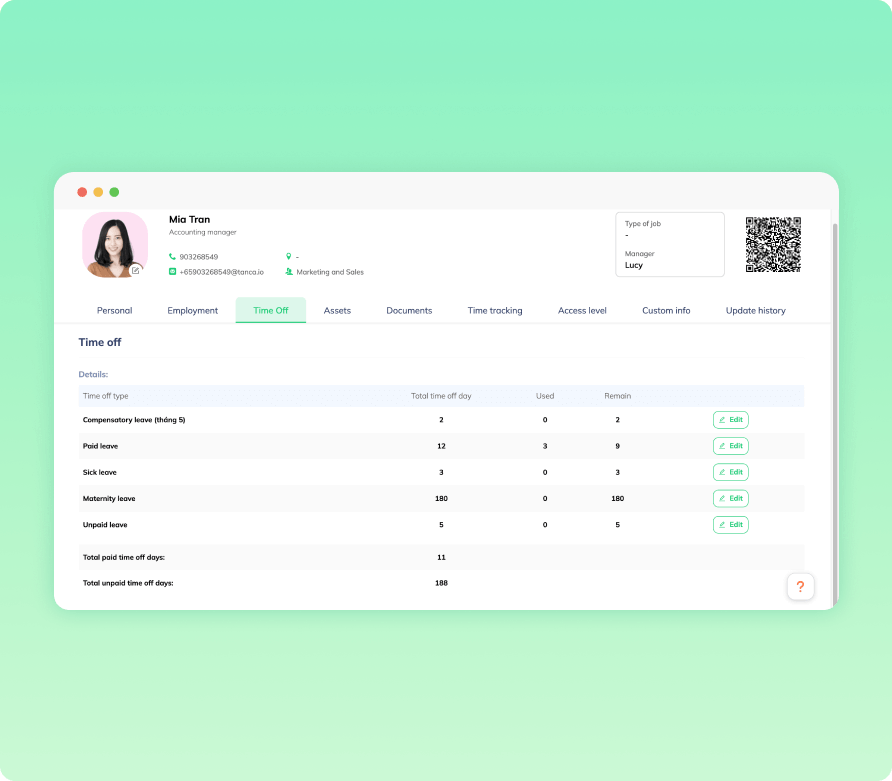 Mia Tran
Accounting manager
903268549
-
+65903268549@tanca.io
Marketing and Sales
Type of job
-
Manager
Lucy
Personal Employment Time Off Assets Documents Time tracking Access level Custom info Update history
Time off
Details:
Time off type Total time off day Used Remain
Compensatory leave (tháng 5) 2 0 2 Edit
Paid leave 12 3 9 Edit
Sick leave 3 0 3 Edit
Maternity leave 180 0 180 Edit
Unpaid leave 5 0 5 Edit
Total paid time off days: 11
Total unpaid time off days: 188
?